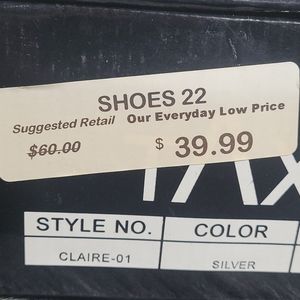 SHOES 22
Suggested Retail Our Everyday Low Price
$60.00 $ 39.99
STYLE NO. COLOR
CLAIRE-01 SILVER